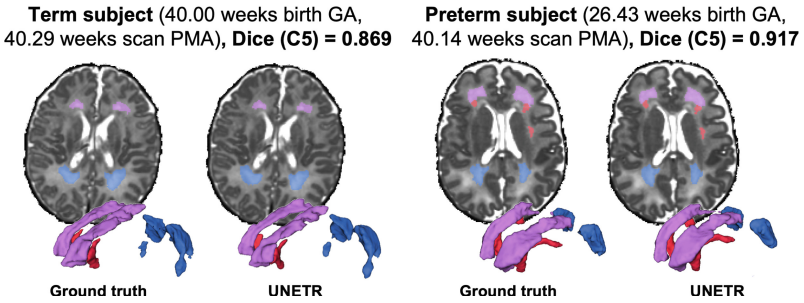 Term subject (40.00 weeks birth GA,
40.29 weeks scan PMA), Dice (C5) = 0.869
Preterm subject (26.43 weeks birth GA,
40.14 weeks scan PMA), Dice (C5) = 0.917
Ground truth
UNETR
Ground truth
UNETR